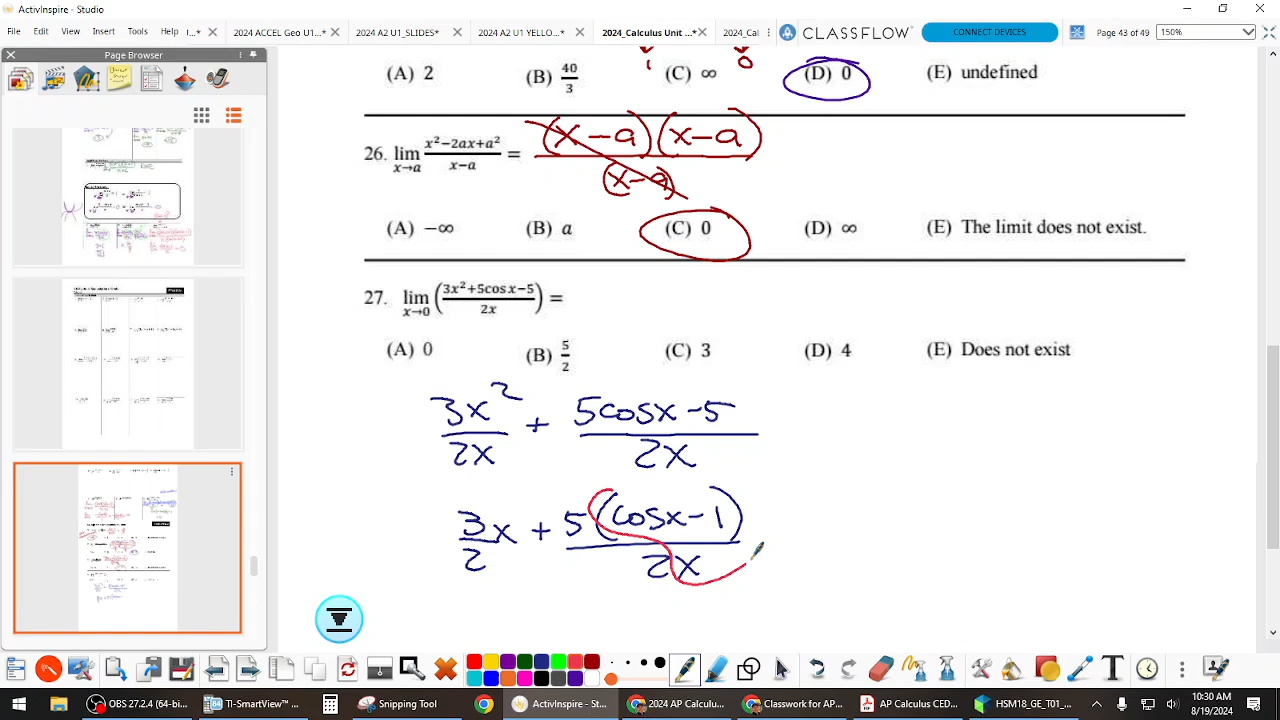 ActivInspire - Studio
File Edit View Insert Tools Help
...*
2024 ACCEL Geo...*
2024 A2 U1_SLIDES*
2024 A2 U1 YELLO...*
2024_Calculus Unit ...*
2024_Cal
CLASSFLOW
CONNECT DEVICES
Page 43 of 49
150%
Page Browser
1 0
(A) 2 (B) 40/3 (C) ∞ (D) 0 (E) undefined
26. lim x→a (x²−2ax+a²)/(x−a) = (x−a)(x−a)/(x−a)
(A) −∞ (B) a (C) 0 (D) ∞ (E) The limit does not exist.
27. lim x→0 ((3x²+5cos x−5)/2x) =
(A) 0 (B) 5/2 (C) 3 (D) 4 (E) Does not exist
3x²/2x + 5cosx−5/2x
3/2 x + 5(cosx−1)/2x
OBS 27.2.4 (64-bi...
TI-SmartView™ ...
Snipping Tool
ActivInspire - St...
2024 AP Calculus ...
Classwork for AP...
AP Calculus CED...
HSM18_GE_T01_...
10:30 AM
8/19/2024